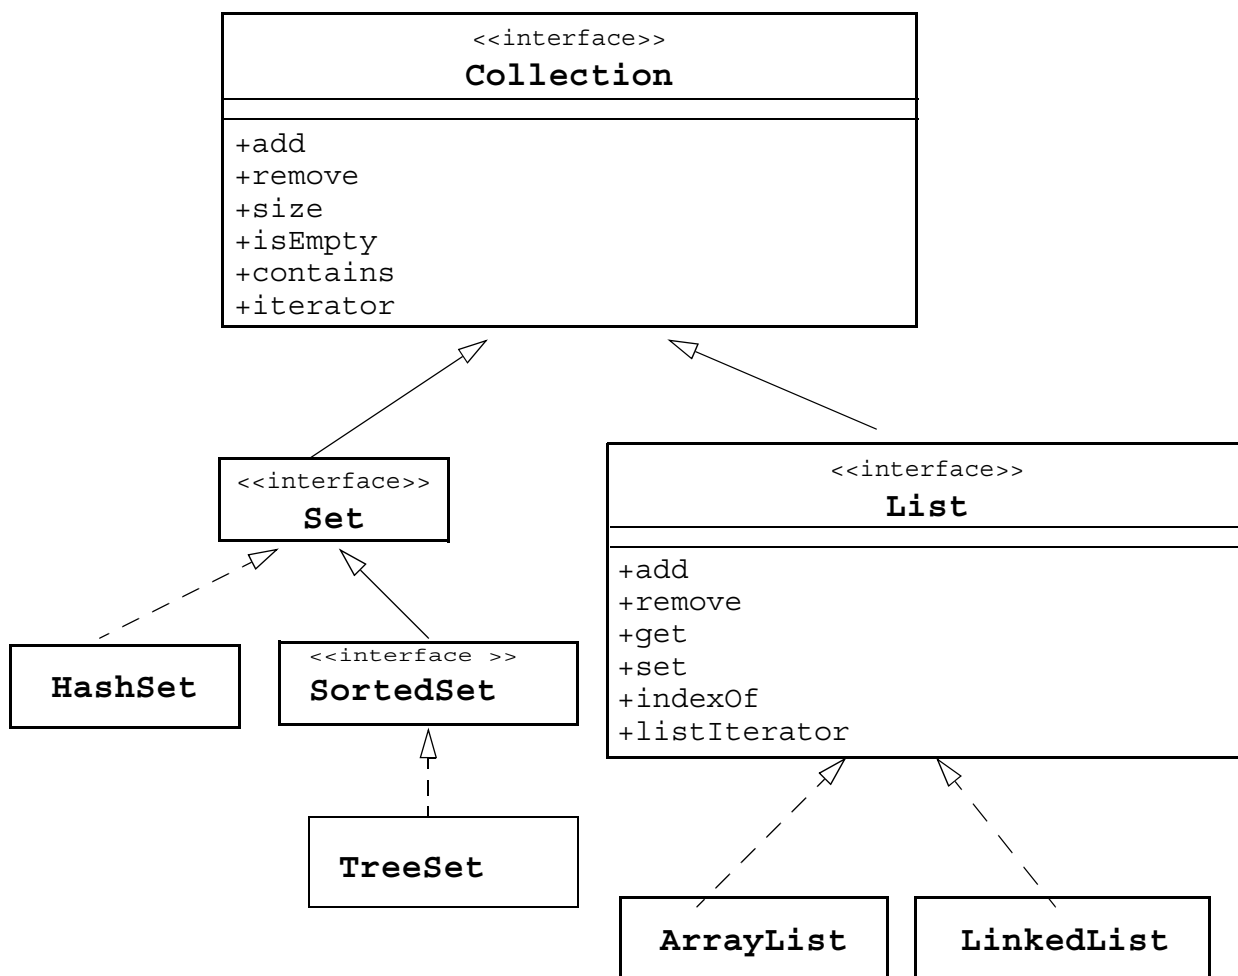 <<interface>>
Collection
+add
+remove
+size
+isEmpty
+contains
+iterator
<<interface>>
Set
<<interface>>
List
+add
+remove
+get
+set
+indexOf
+listIterator
HashSet
<<interface >>
SortedSet
TreeSet
ArrayList
LinkedList